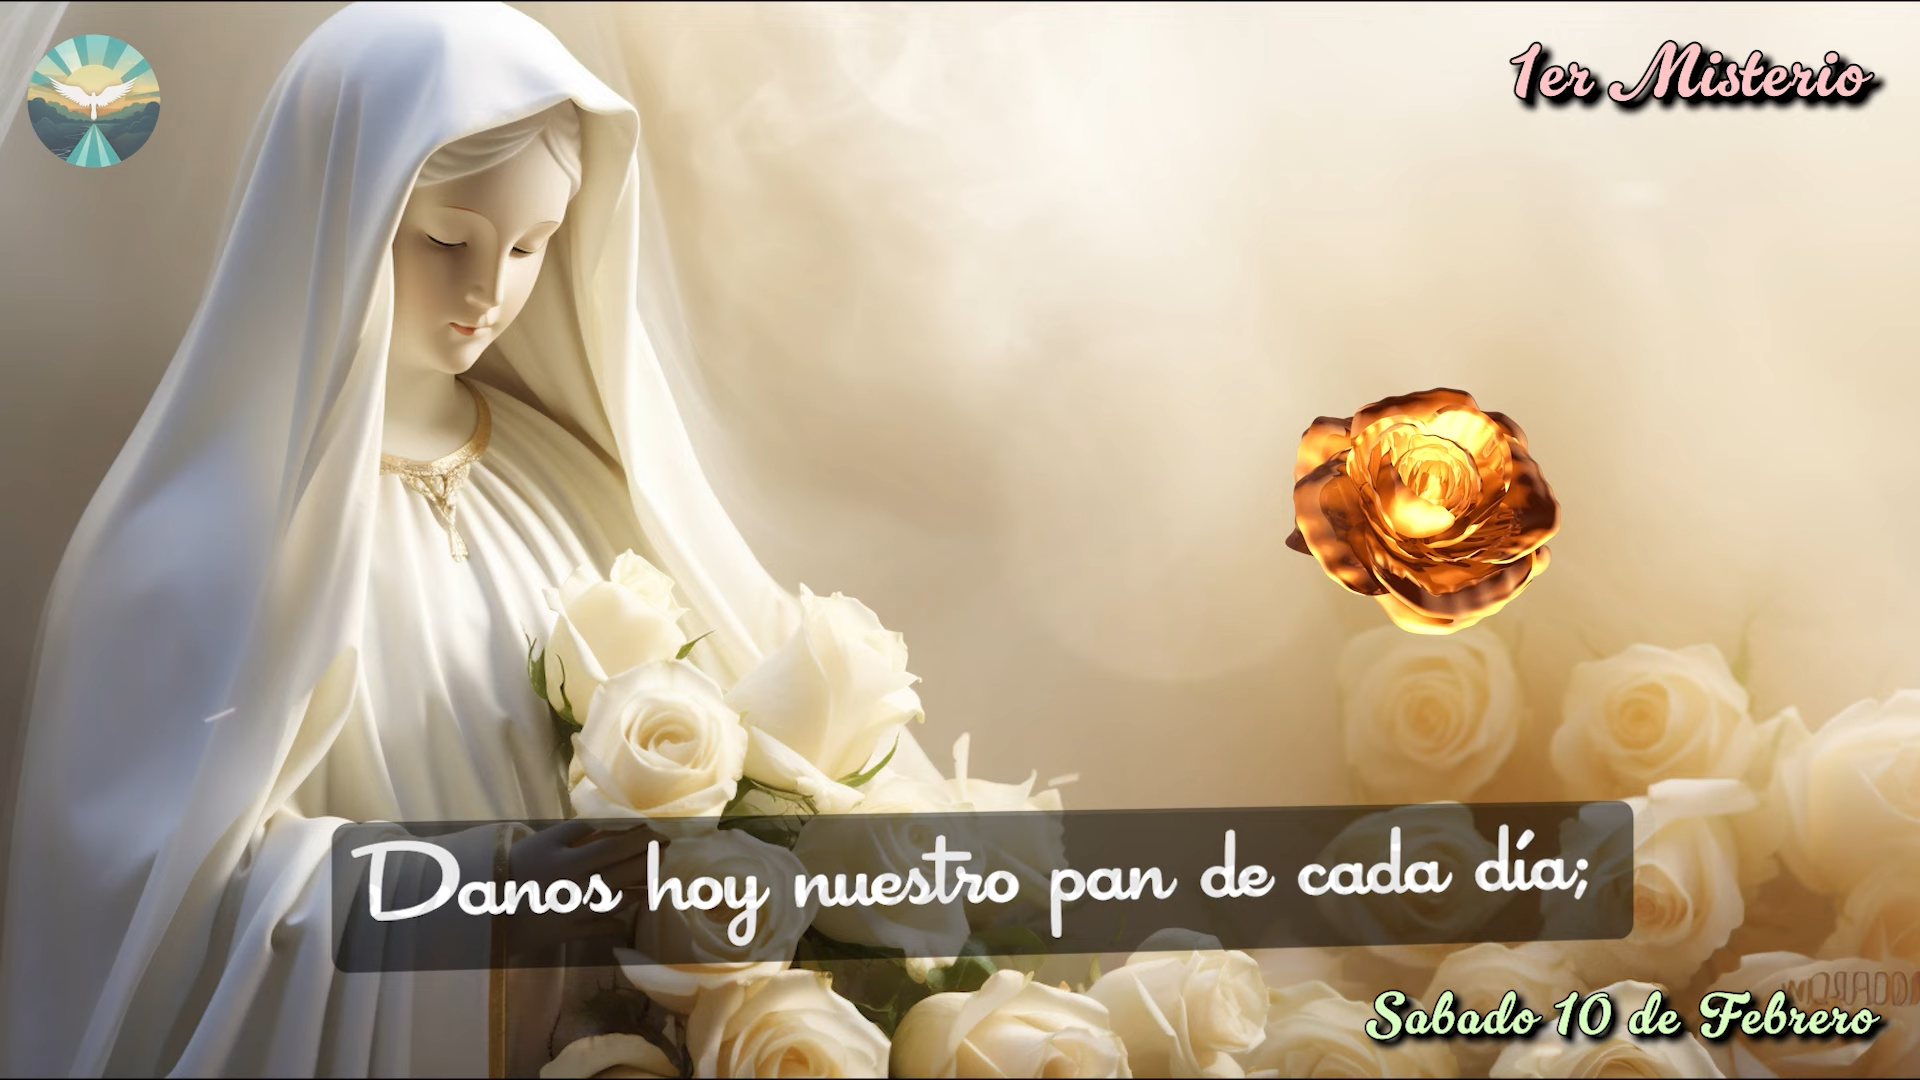 1er Misterio
Danos hoy nuestro pan de cada día;
Sabado 10 de Febrero